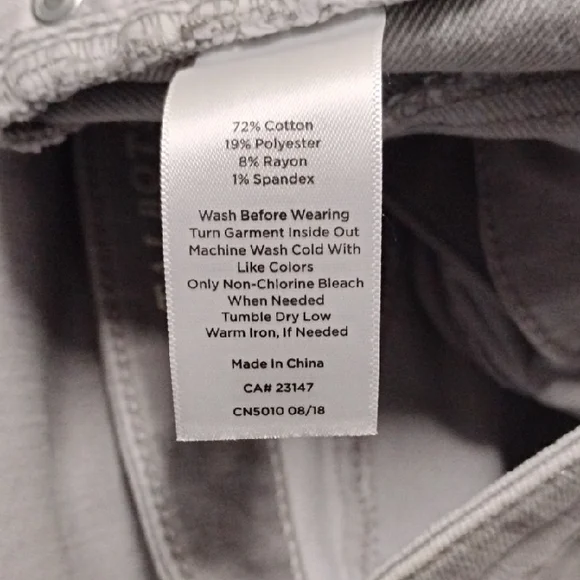 72% Cotton
19% Polyester
8% Rayon
1% Spandex
Wash Before Wearing
Turn Garment Inside Out
Machine Wash Cold With
Like Colors
Only Non-Chlorine Bleach
When Needed
Tumble Dry Low
Warm Iron, If Needed
Made In China
CA# 23147
CN5010 08/18